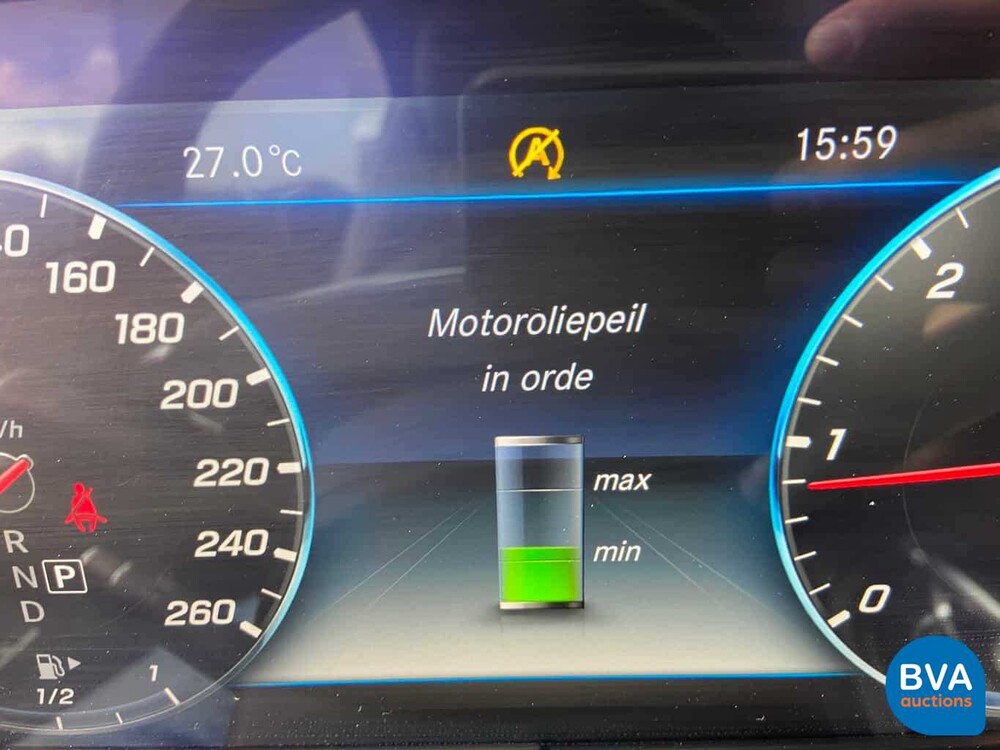 27.0°C
15:59
160
180
200
220
240
260
/h
R
N P
D
1/2
1
Motoroliepeil
in orde
max
min
2
1
0
A
BVA
auctions